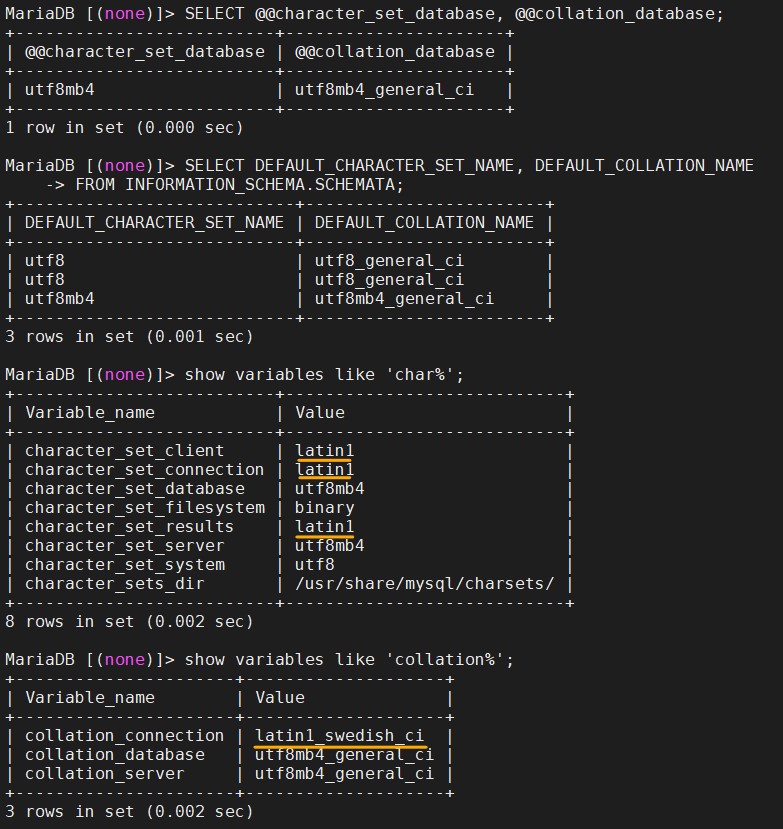 MariaDB [(none)]> SELECT @@character_set_database, @@collation_database;
+--------------------------+----------------------+
| @@character_set_database | @@collation_database |
+--------------------------+----------------------+
| utf8mb4                  | utf8mb4_general_ci   |
+--------------------------+----------------------+
1 row in set (0.000 sec)

MariaDB [(none)]> SELECT DEFAULT_CHARACTER_SET_NAME, DEFAULT_COLLATION_NAME
    -> FROM INFORMATION_SCHEMA.SCHEMATA;
+----------------------------+------------------------+
| DEFAULT_CHARACTER_SET_NAME | DEFAULT_COLLATION_NAME |
+----------------------------+------------------------+
| utf8                       | utf8_general_ci        |
| utf8                       | utf8_general_ci        |
| utf8mb4                    | utf8mb4_general_ci     |
+----------------------------+------------------------+
3 rows in set (0.001 sec)

MariaDB [(none)]> show variables like 'char%';
+--------------------------+----------------------------+
| Variable_name            | Value                      |
+--------------------------+----------------------------+
| character_set_client     | latin1                     |
| character_set_connection | latin1                     |
| character_set_database   | utf8mb4                    |
| character_set_filesystem | binary                     |
| character_set_results    | latin1                     |
| character_set_server     | utf8mb4                    |
| character_set_system     | utf8                       |
| character_sets_dir       | /usr/share/mysql/charsets/ |
+--------------------------+----------------------------+
8 rows in set (0.002 sec)

MariaDB [(none)]> show variables like 'collation%';
+----------------------+--------------------+
| Variable_name        | Value              |
+----------------------+--------------------+
| collation_connection | latin1_swedish_ci  |
| collation_database   | utf8mb4_general_ci |
| collation_server     | utf8mb4_general_ci |
+----------------------+--------------------+
3 rows in set (0.002 sec)